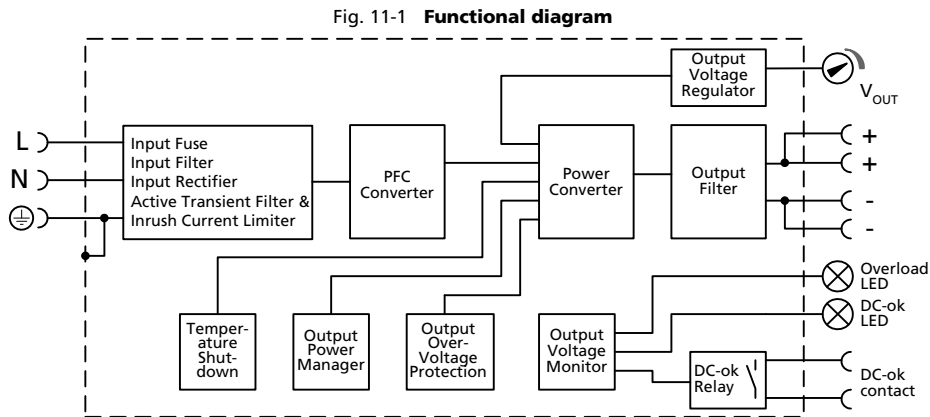 Fig. 11-1 Functional diagram
Output
Voltage
Regulator
V_OUT
L
N
Input Fuse
Input Filter
Input Rectifier
Active Transient Filter &
Inrush Current Limiter
PFC
Converter
Power
Converter
Output
Filter
+
+
-
-
Temper-
ature
Shut-
down
Output
Power
Manager
Output
Over-
Voltage
Protection
Output
Voltage
Monitor
DC-ok
Relay
Overload
LED
DC-ok
LED
DC-ok
contact